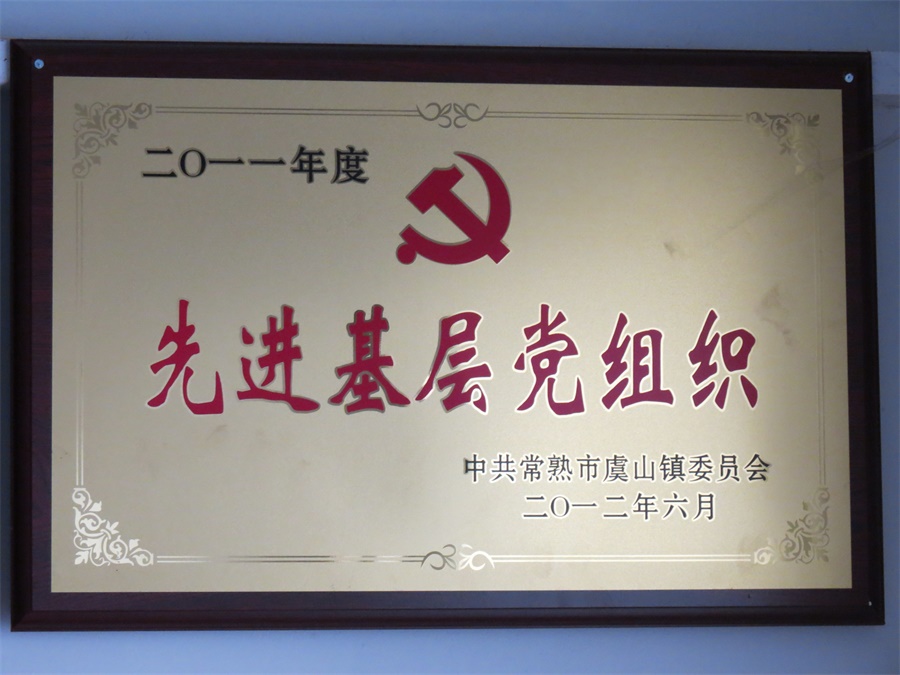 二〇一一年度
先进基层党组织
中共常熟市虞山镇委员会
二〇一二年六月